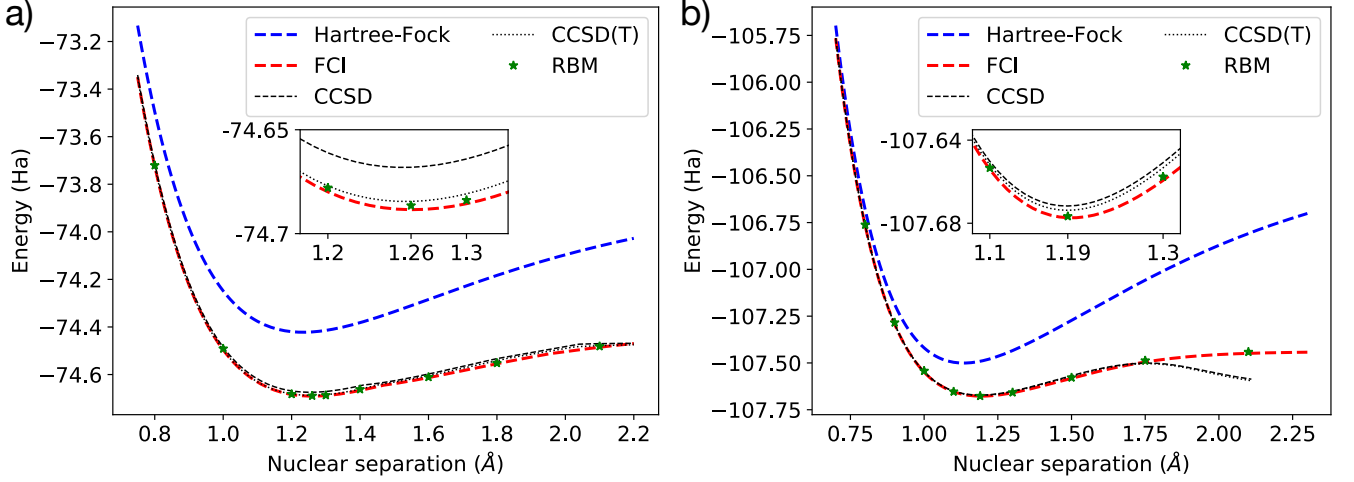 a)
Energy (Ha)
−73.2
−73.4
−73.6
−73.8
−74.0
−74.2
−74.4
−74.6
Hartree-Fock
FCI
CCSD
CCSD(T)
RBM
-74.65
-74.7
1.2
1.26
1.3
0.8
1.0
1.2
1.4
1.6
1.8
2.0
2.2
Nuclear separation (Å)
b)
Energy (Ha)
−105.75
−106.00
−106.25
−106.50
−106.75
−107.00
−107.25
−107.50
−107.75
Hartree-Fock
FCI
CCSD
CCSD(T)
RBM
-107.64
-107.68
1.1
1.19
1.3
0.75
1.00
1.25
1.50
1.75
2.00
2.25
Nuclear separation (Å)